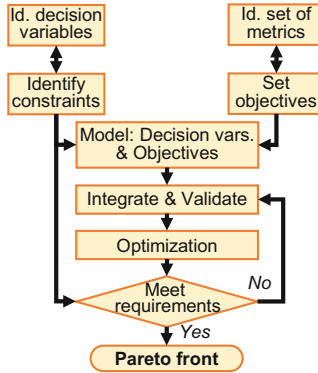 Id. decision
variables
Id. set of
metrics
Identify
constraints
Set
objectives
Model: Decision vars.
& Objectives
Integrate & Validate
Optimization
No
Meet
requirements
Yes
Pareto front